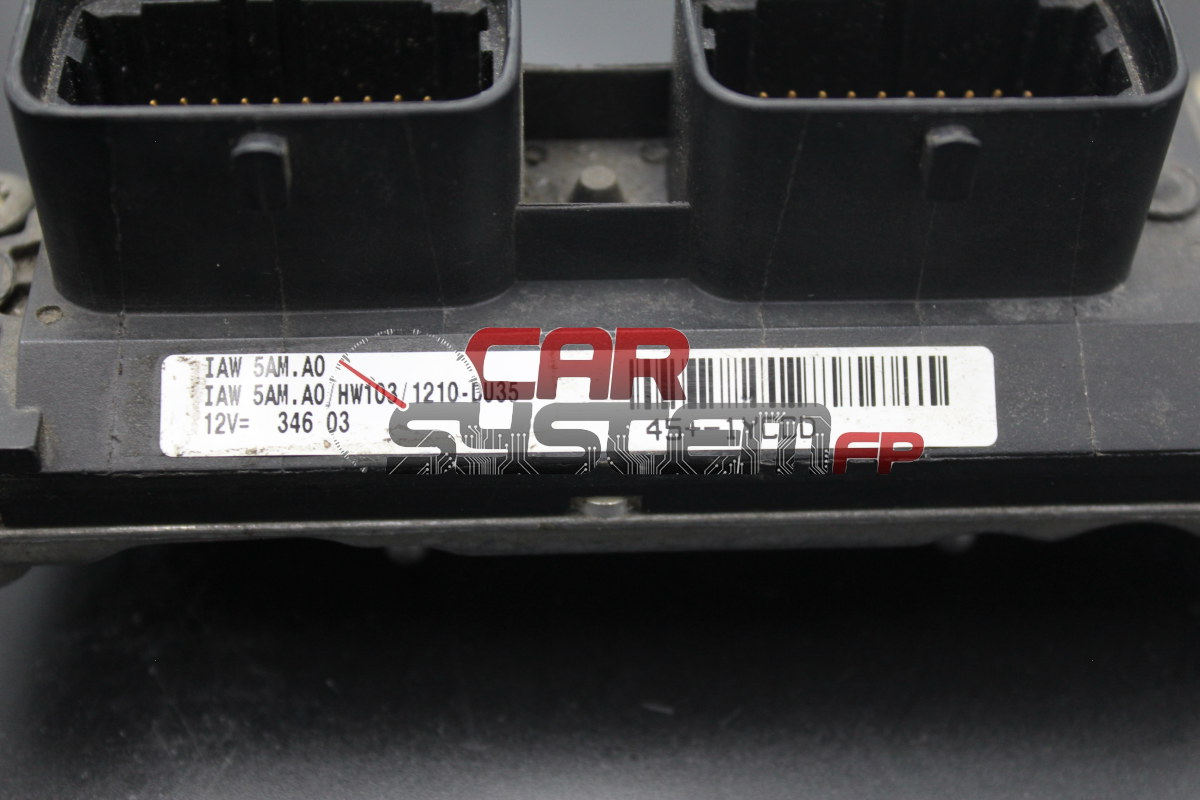 IAW 5AM.A0
IAW 5AM.A0/HW103/1210-
12V= 346 03
CAR
SYSTEM FP